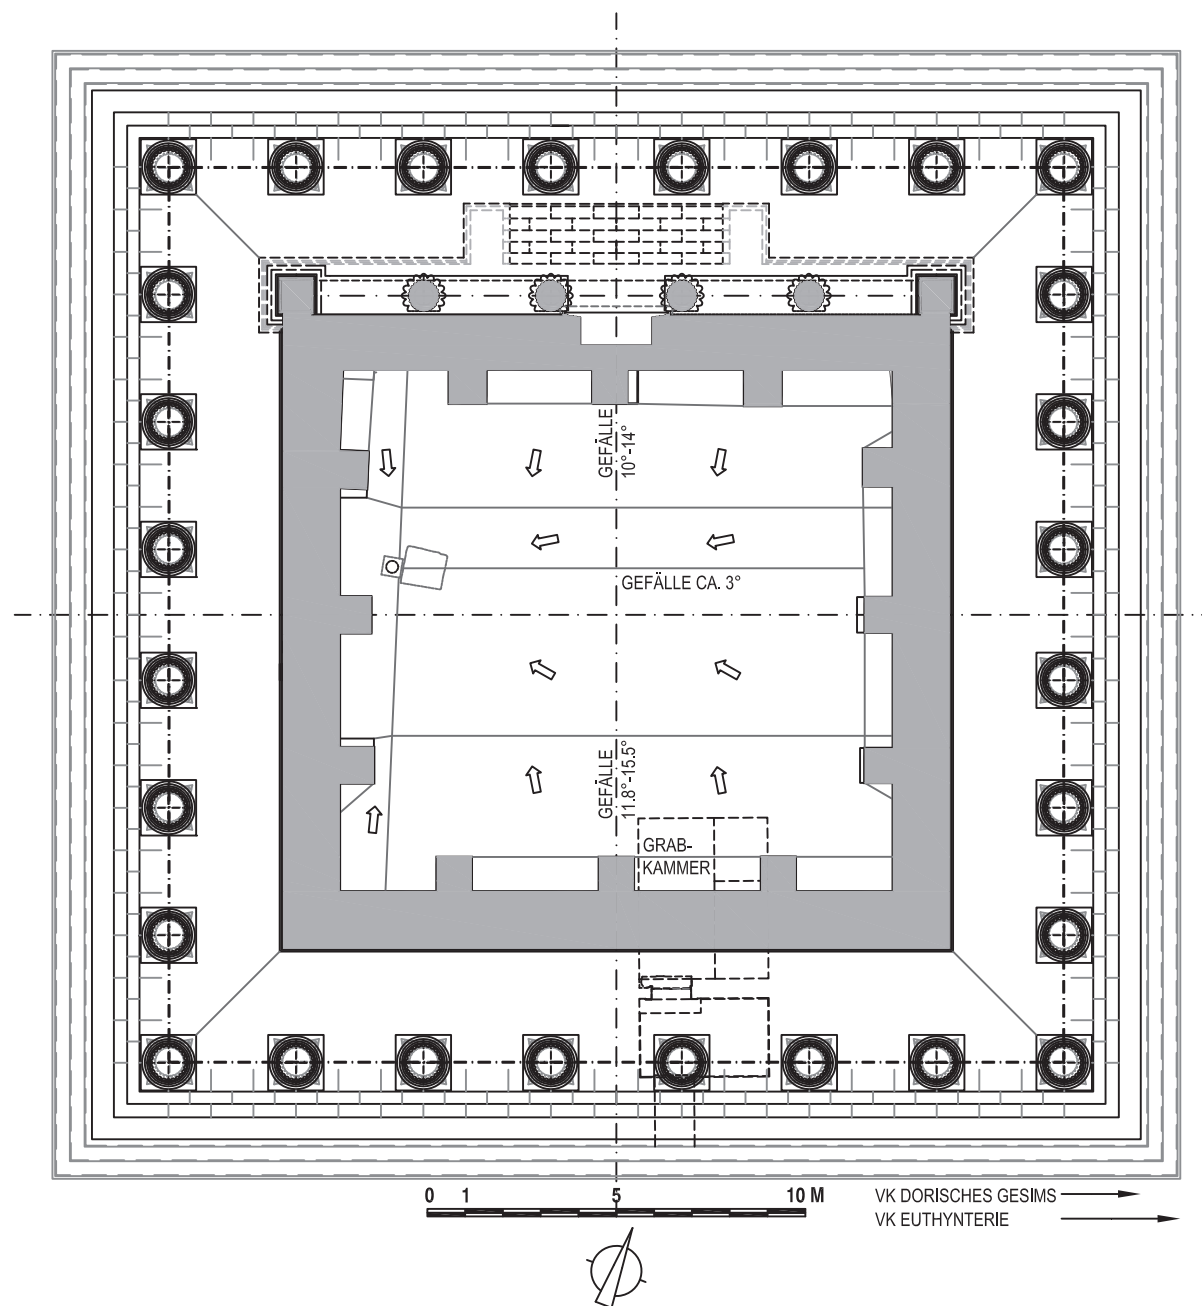 GEFÄLLE
10°-14°
GEFÄLLE CA. 3°
GEFÄLLE
11.8°-15.5°
GRAB-
KAMMER
0 1 5 10 M
VK DORISCHES GESIMS
VK EUTHYNTERIE